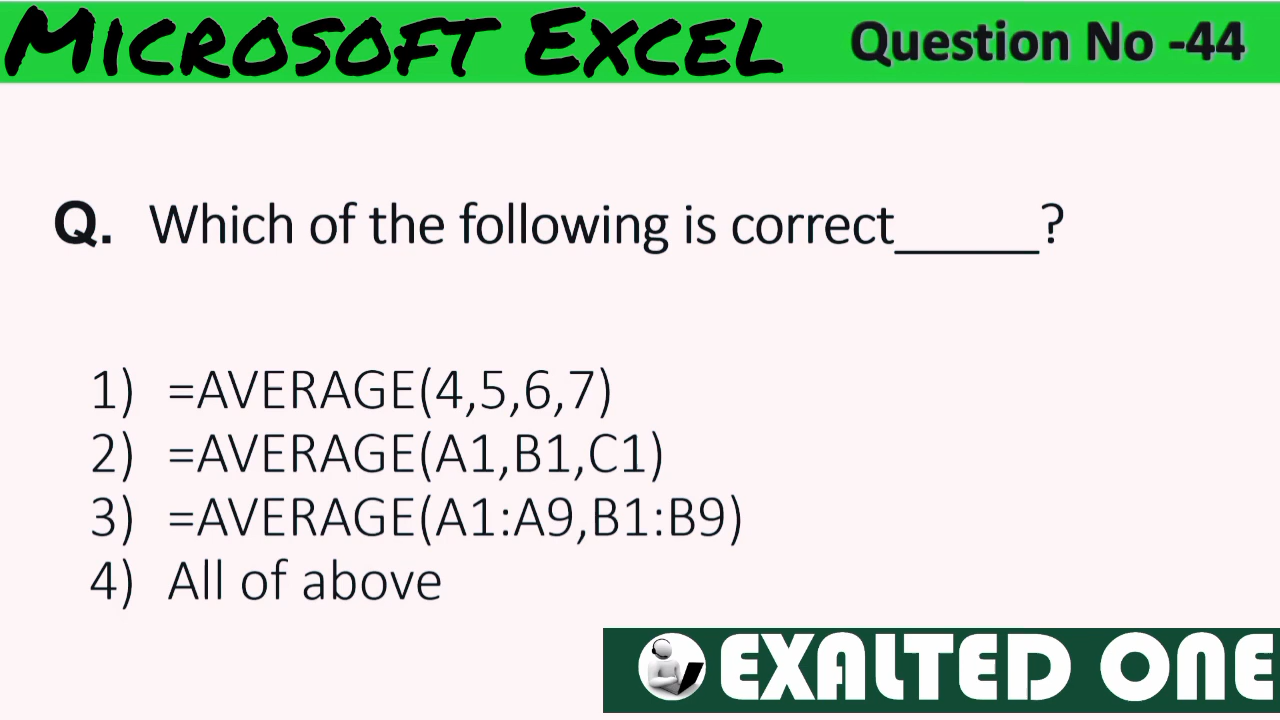 MICROSOFT EXCEL Question No -44
Q. Which of the following is correct_____?
1) =AVERAGE(4,5,6,7)
2) =AVERAGE(A1,B1,C1)
3) =AVERAGE(A1:A9,B1:B9)
4) All of above
EXALTED ONE